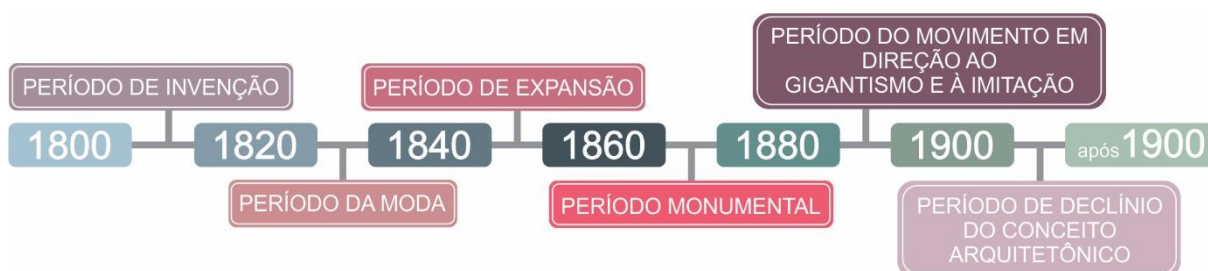 PERÍODO DE INVENÇÃO
PERÍODO DE EXPANSÃO
PERÍODO DO MOVIMENTO EM
DIREÇÃO AO
GIGANTISMO E À IMITAÇÃO
1800
1820
1840
1860
1880
1900
após 1900
PERÍODO DA MODA
PERÍODO MONUMENTAL
PERÍODO DE DECLÍNIO
DO CONCEITO
ARQUITETÔNICO